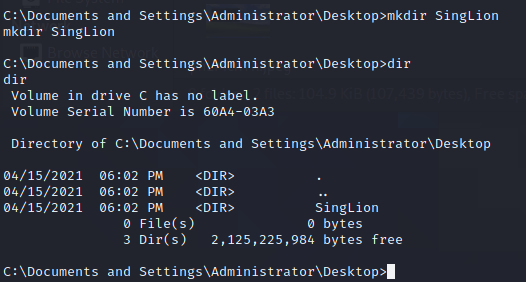 C:\Documents and Settings\Administrator\Desktop>mkdir SingLion
mkdir SingLion
C:\Documents and Settings\Administrator\Desktop>dir
dir
 Volume in drive C has no label.
 Volume Serial Number is 60A4-03A3
 Directory of C:\Documents and Settings\Administrator\Desktop
04/15/2021  06:02 PM    <DIR>          .
04/15/2021  06:02 PM    <DIR>          ..
04/15/2021  06:02 PM    <DIR>          SingLion
               0 File(s)              0 bytes
               3 Dir(s)   2,125,225,984 bytes free
C:\Documents and Settings\Administrator\Desktop>